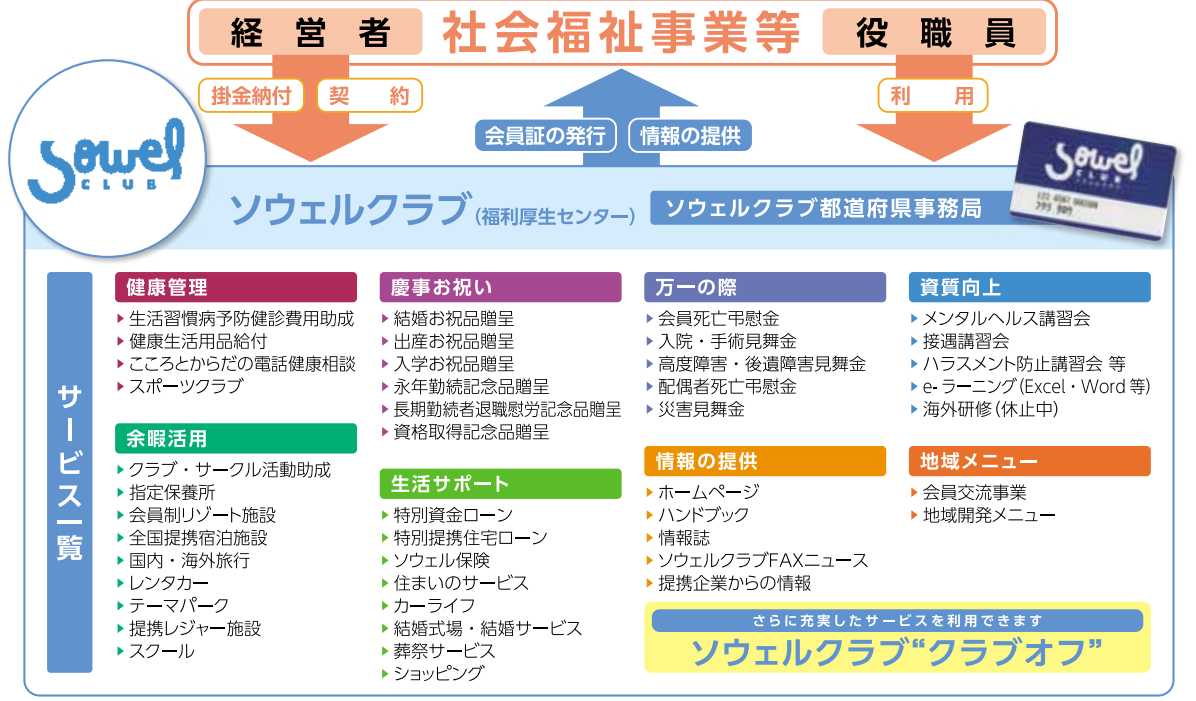 経営者
社会福祉事業等
役職員
掛金納付
契約
会員証の発行
情報の提供
利用
Sowel
CLUB
Sowel
CLUB
ソウェルクラブ(福利厚生センター)
ソウェルクラブ都道府県事務局
サービス一覧
健康管理
生活習慣病予防健診費用助成
健康生活用品給付
こころとからだの電話健康相談
スポーツクラブ
余暇活用
クラブ・サークル活動助成
指定保養所
会員制リゾート施設
全国提携宿泊施設
国内・海外旅行
レンタカー
テーマパーク
提携レジャー施設
スクール
慶事お祝い
結婚お祝品贈呈
出産お祝品贈呈
入学お祝品贈呈
永年勤続記念品贈呈
長期勤続者退職慰労記念品贈呈
資格取得記念品贈呈
生活サポート
特別資金ローン
特別提携住宅ローン
ソウェル保険
住まいのサービス
カーライフ
結婚式場・結婚サービス
葬祭サービス
ショッピング
万一の際
会員死亡弔慰金
入院・手術見舞金
高度障害・後遺障害見舞金
配偶者死亡弔慰金
災害見舞金
情報の提供
ホームページ
ハンドブック
情報誌
ソウェルクラブFAXニュース
提携企業からの情報
資質向上
メンタルヘルス講習会
接遇講習会
ハラスメント防止講習会 等
e-ラーニング(Excel・Word 等)
海外研修(休止中)
地域メニュー
会員交流事業
地域開発メニュー
さらに充実したサービスを利用できます
ソウェルクラブ“クラブオフ”